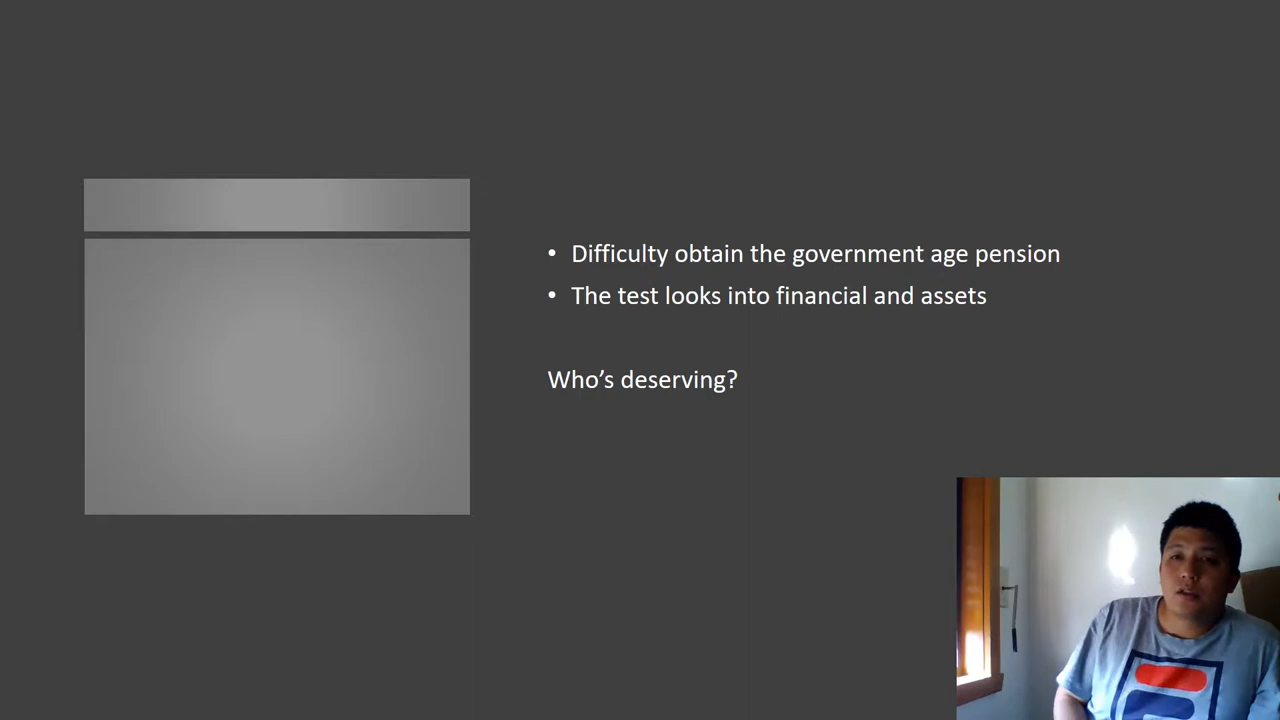 • Difficulty obtain the government age pension
• The test looks into financial and assets
Who's deserving?